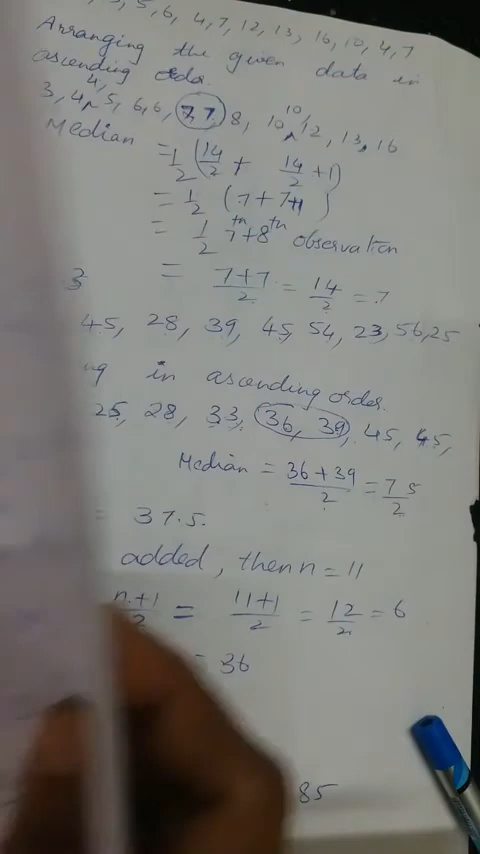 5, 6, 4, 7, 12, 13, 16, 10, 4, 7
Arranging the given data in
ascending order.
3, 4, 4, 5, 6, 6, 7, 7, 8, 10, 10, 12, 13, 16
Median = 1/2 (14/2 + 14/2 + 1)
= 1/2 (7 + 7+1)
= 1/2 7th + 8th observation
= 7+7/2 = 14/2 = 7
3
45, 28, 39, 45, 54, 23, 56, 25
in ascending order.
25, 28, 33, 36, 39, 45, 45,
Median = 36+39/2 = 75/2
= 37.5.
added, then n = 11
n+1/2 = 11+1/2 = 12/2 = 6
= 36
85